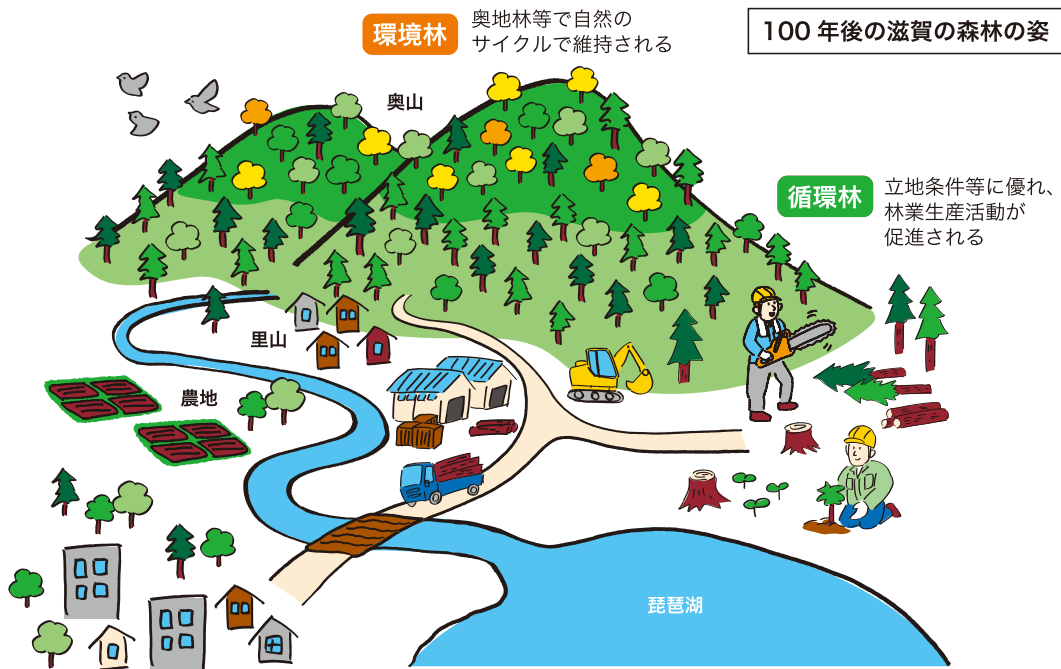 環境林
奥地林等で自然の
サイクルで維持される
100年後の滋賀の森林の姿
奥山
循環林
立地条件等に優れ、
林業生産活動が
促進される
里山
農地
琵琶湖